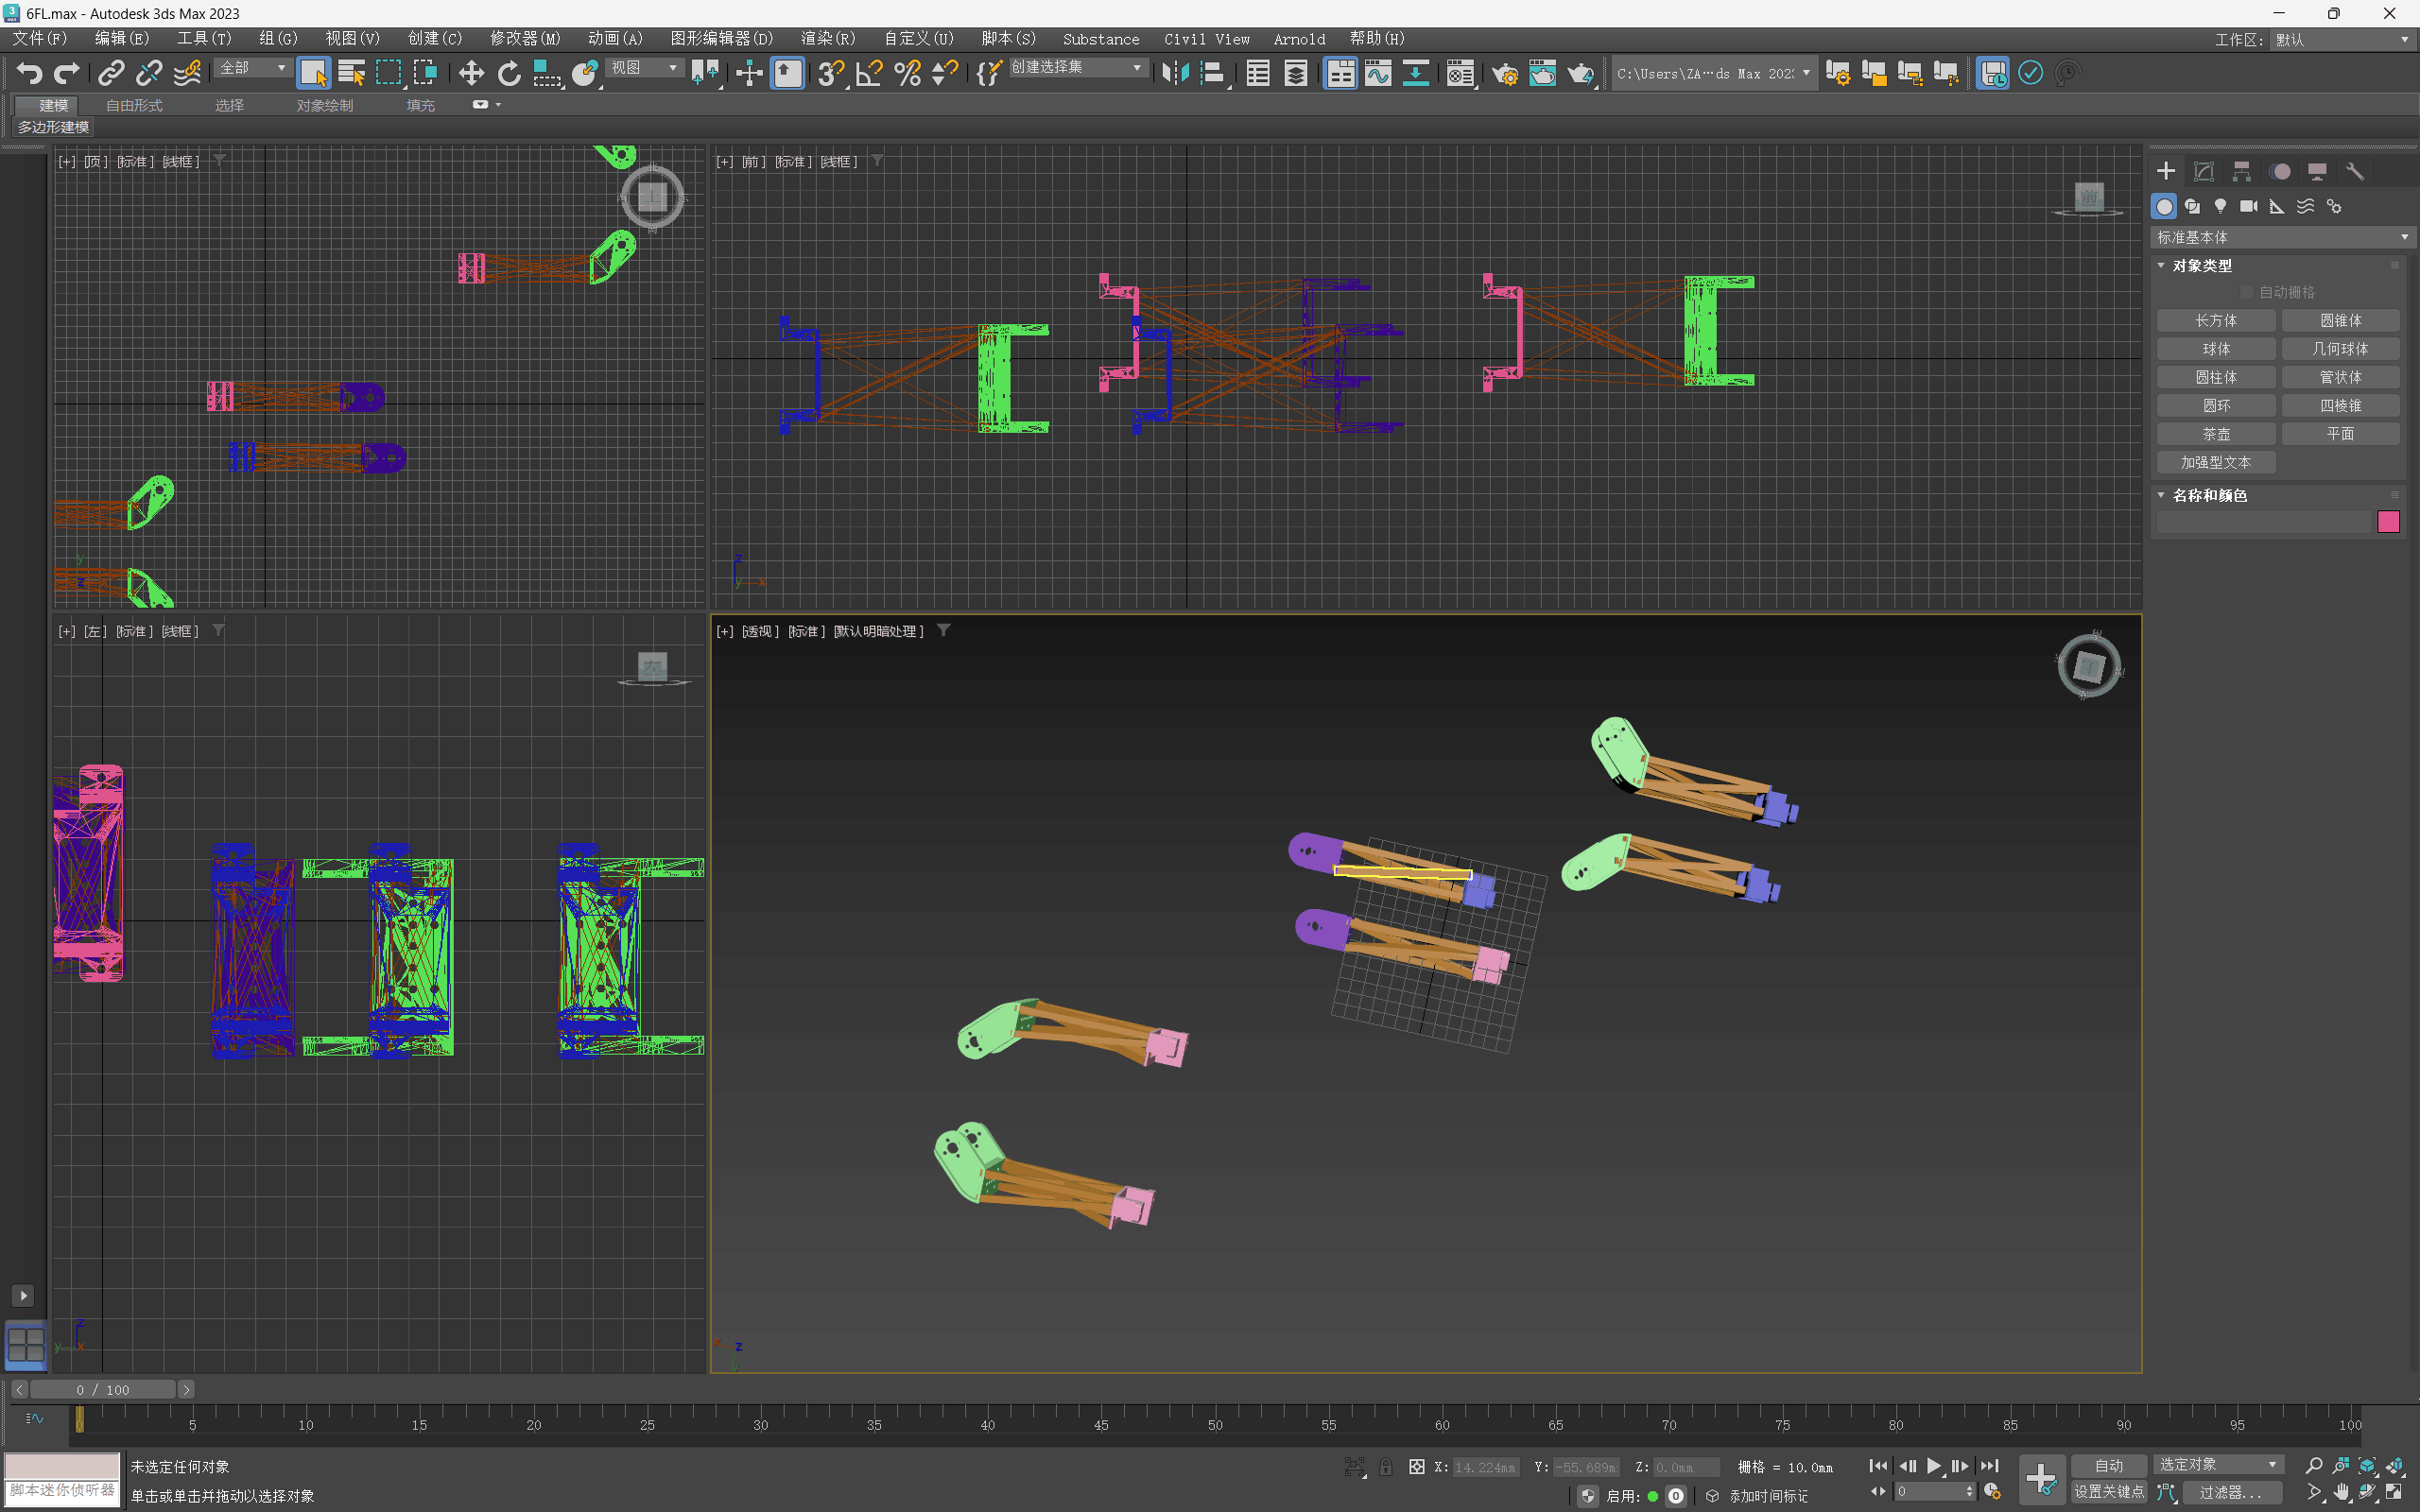 6FL.max - Autodesk 3ds Max 2023
文件(F) 编辑(E) 工具(T) 组(G) 视图(V) 创建(C) 修改器(M) 动画(A) 图形编辑器(D) 渲染(R) 自定义(U) 脚本(S) Substance Civil View Arnold 帮助(H) 工作区: 默认
全部 视图 创建选择集 C:\Users\ZA…ds Max 202
建模 自由形式 选择 对象绘制 填充
多边形建模
[+] [顶] [标准] [线框] [+] [前] [标准] [线框]
标准基本体
对象类型
自动栅格
长方体 圆锥体
球体 几何球体
圆柱体 管状体
圆环 四棱锥
茶壶 平面
加强型文本
名称和颜色
[+] [左] [标准] [线框] [+] [透视] [标准] [默认明暗处理]
0 / 100
0 5 10 15 20 25 30 35 40 45 50 55 60 65 70 75 80 85 90 95 100
未选定任何对象 X: 14.224mm Y: -55.689m Z: 0.0mm 栅格 = 10.0mm 自动 选定对象
脚本迷你侦听器 单击或单击并拖动以选择对象 启用: 0 添加时间标记 0 设置关键点 过滤器...